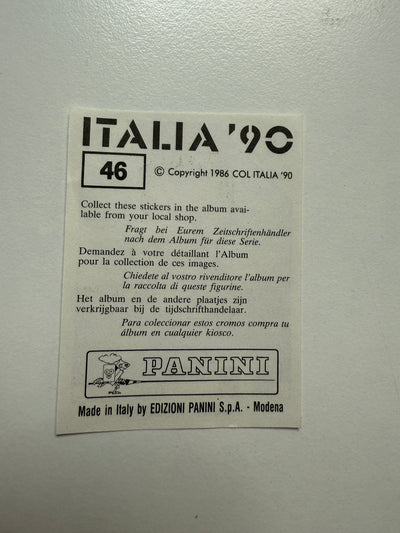 ITALIA '90
46
© Copyright 1986 COL ITALIA '90
Collect these stickers in the album avai-
lable from your local shop.
Fragt bei Eurem Zeitschriftenhändler
nach dem Album für diese Serie.
Demandez à votre détaillant l'Album
pour la collection de ces images.
Chiedete al vostro rivenditore l'album per
la raccolta di queste figurine.
Het album en de andere plaatjes zijn
verkrijgbaar bij de tijdschrifthandelaar.
Para coleccionar estos cromos compra tu
álbum en cualquier kiosco.
PANINI
Made in Italy by EDIZIONI PANINI S.p.A. - Modena